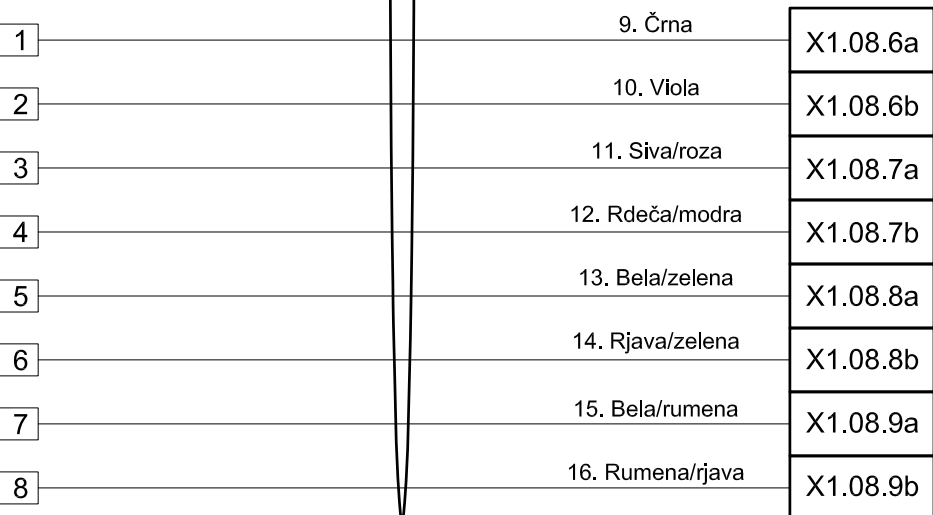 1 9. Črna X1.08.6a
2 10. Viola X1.08.6b
3 11. Siva/roza X1.08.7a
4 12. Rdeča/modra X1.08.7b
5 13. Bela/zelena X1.08.8a
6 14. Rjava/zelena X1.08.8b
7 15. Bela/rumena X1.08.9a
8 16. Rumena/rjava X1.08.9b